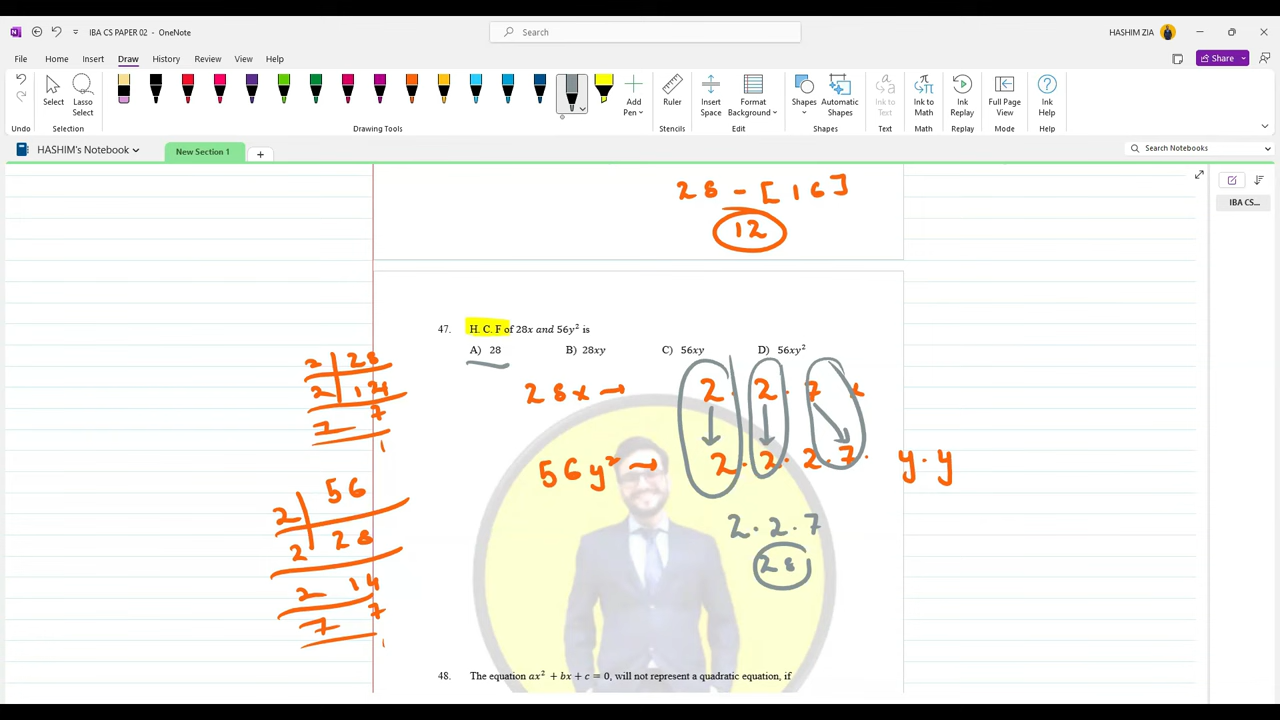 IBA CS PAPER 02 - OneNote
Search
HASHIM ZIA
File Home Insert Draw History Review View Help
Share
Undo
Select
Lasso Select
Add Pen
Ruler
Insert Space
Format Background
Shapes
Automatic Shapes
Ink to Text
Ink to Math
Ink Replay
Full Page View
Ink Help
Undo Selection Drawing Tools Stencils Edit Shapes Text Math Replay Mode Help
HASHIM's Notebook
New Section 1
+
Search Notebooks
IBA CS...
28 - [16]
12
47. H. C. F of 28x and 56y² is
A) 28 B) 28xy C) 56xy D) 56xy²
28x → 2 · 2 · 7 x
56y² → 2 · 2 · 2 · 7 · y · y
2 · 2 · 7
28
2 28
2 14
7 7
1
56
2
2 28
2 14
7 7
1
48. The equation ax² + bx + c = 0, will not represent a quadratic equation, if